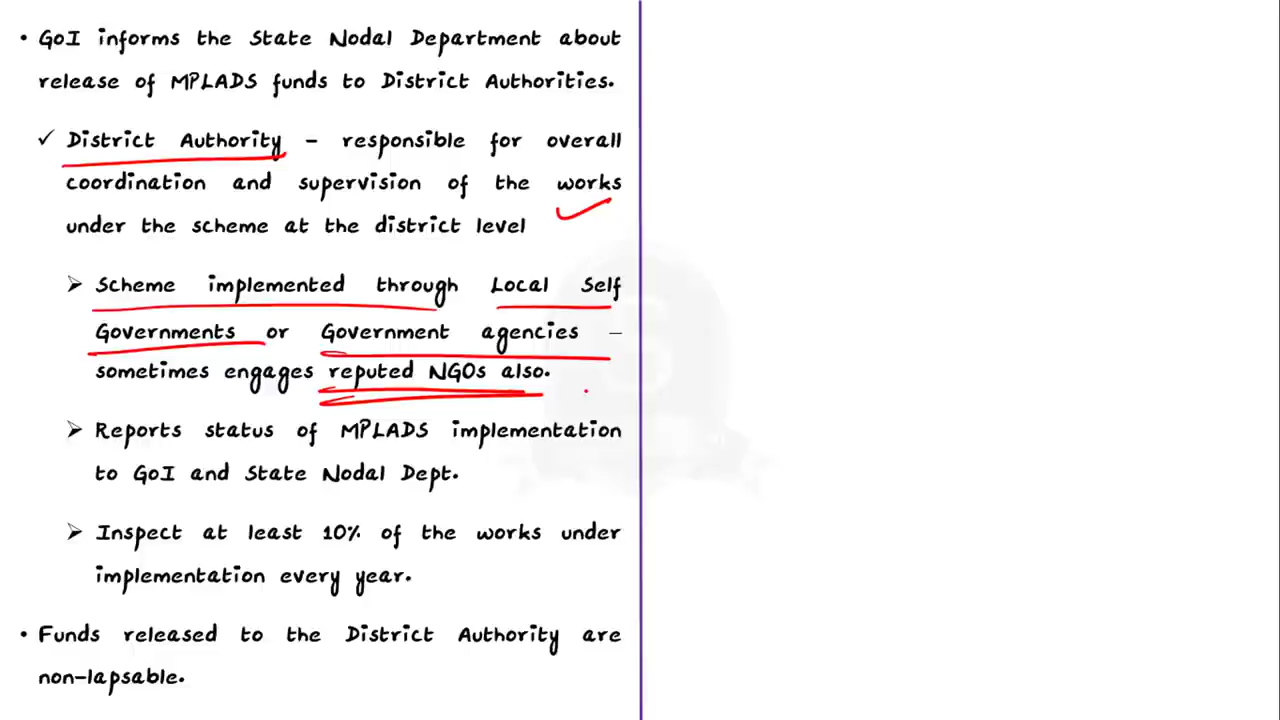 • GoI informs the State Nodal Department about
release of MPLADS funds to District Authorities.
✓ District Authority – responsible for overall
coordination and supervision of the works
under the scheme at the district level
➢ Scheme implemented through Local Self
Governments or Government agencies –
sometimes engages reputed NGOs also.
➢ Reports status of MPLADS implementation
to GoI and State Nodal Dept.
➢ Inspect at least 10% of the works under
implementation every year.
• Funds released to the District Authority are
non-lapsable.